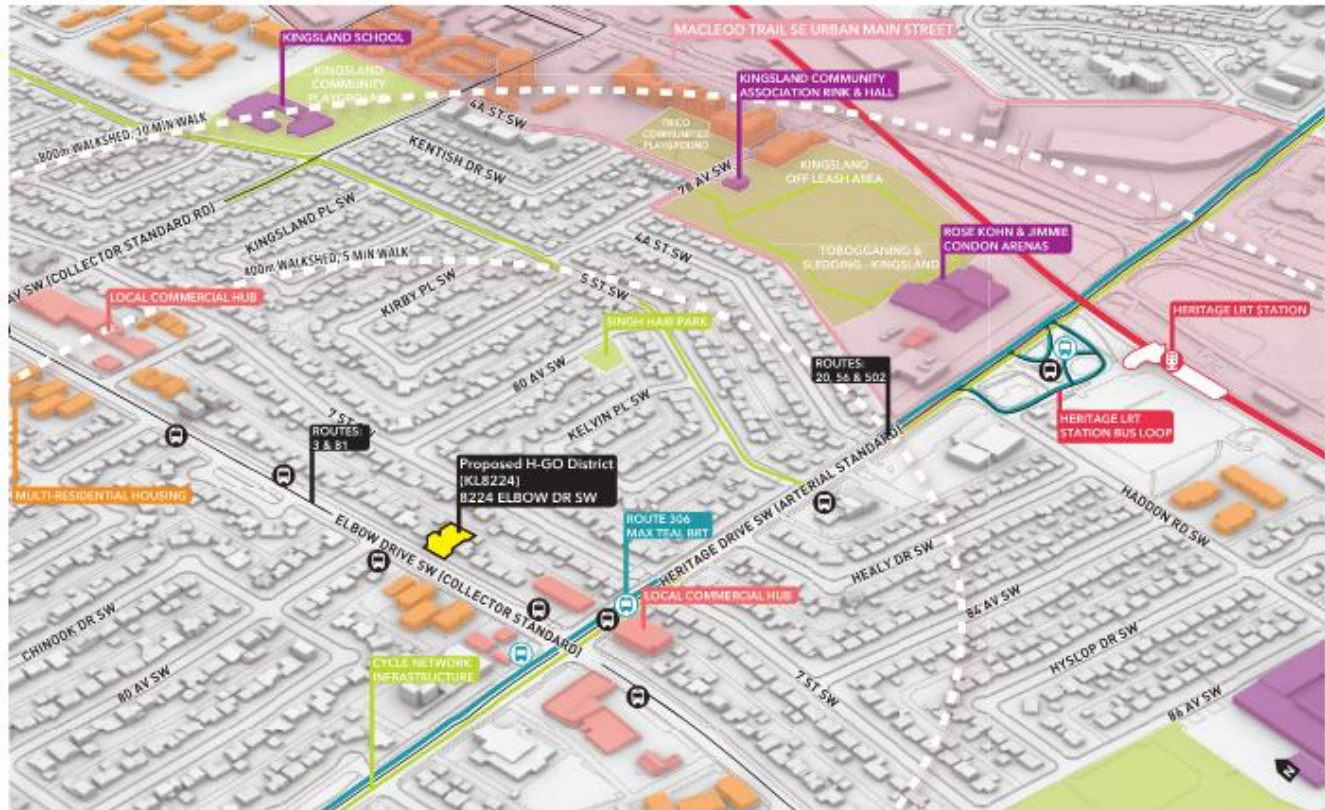 KINGSLAND SCHOOL
MACLEOD TRAIL SE URBAN MAIN STREET
KINGSLAND
COMMUNITY
KINGSLAND COMMUNITY
ASSOCIATION RINK & HALL
4A ST SW
TRICO
COMMUNITIES
PLAYGROUND
800m WALKSHED, 10 MIN WALK
KENTISH DR SW
KINGSLAND
OFF LEASH AREA
78 AV SW
KINGSLAND PL SW
AV SW [COLLECTOR STANDARD RD]
4A ST SW
ROSE KOHN & JIMMIE
CONDON ARENAS
TOBOGGANING &
SLEDDING - KINGSLAND
400m WALKSHED, 5 MIN WALK
5 ST SW
KIRBY PL SW
LOCAL COMMERCIAL HUB
HERITAGE LRT STATION
SINGH HARI PARK
80 AV SW
ROUTES:
20, 56 & 502
7 ST
ROUTES:
3 & 81
KELVIN PL SW
HERITAGE LRT
STATION BUS LOOP
Proposed H-GO District
(KL8224)
8224 ELBOW DR SW
MULTI-RESIDENTIAL HOUSING
HADDON RD SW
ROUTE 306
MAX TEAL BRT
HERITAGE DRIVE SW [ARTERIAL STANDARD]
ELBOW DRIVE SW [COLLECTOR STANDARD]
HEALY DR SW
LOCAL COMMERCIAL HUB
84 AV SW
CHINOOK DR SW
HYSLOP DR SW
CYCLE NETWORK
INFRASTRUCTURE
80 AV SW
7 ST SW
86 AV SW
N